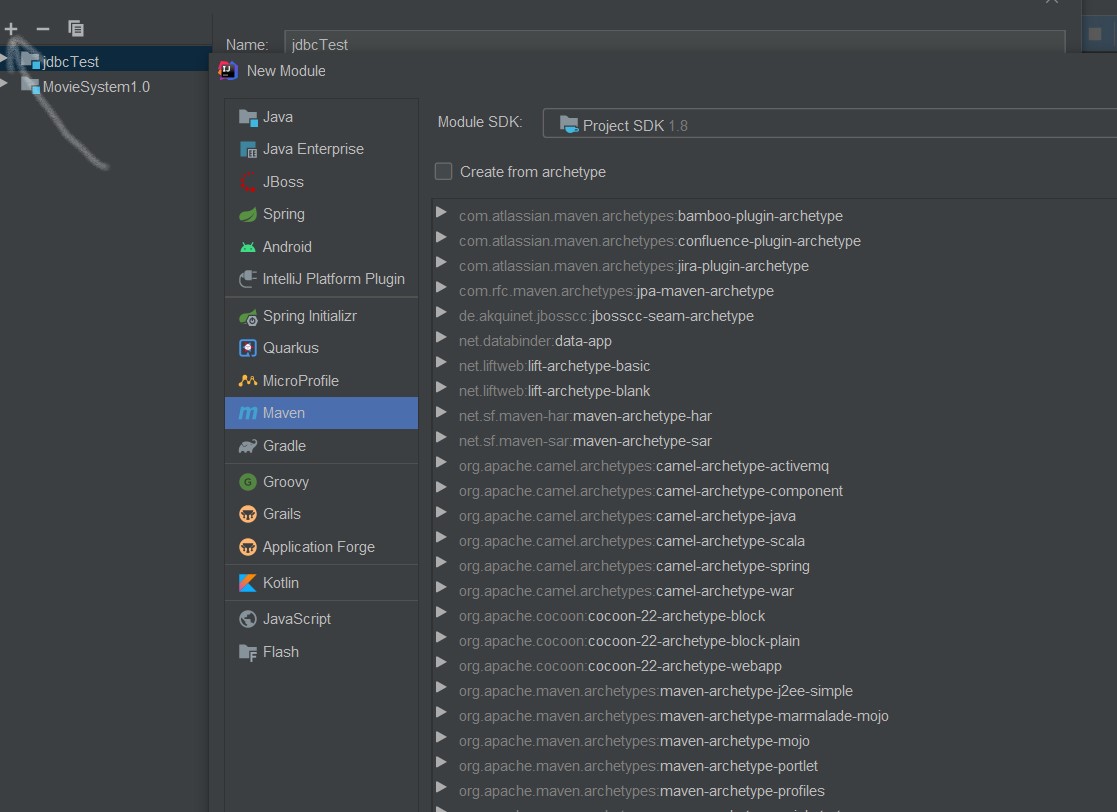 Name: jdbcTest
jdbcTest
MovieSystem1.0
New Module
Java
Java Enterprise
JBoss
Spring
Android
IntelliJ Platform Plugin
Spring Initializr
Quarkus
MicroProfile
Maven
Gradle
Groovy
Grails
Application Forge
Kotlin
JavaScript
Flash
Module SDK: Project SDK 1.8
Create from archetype
com.atlassian.maven.archetypes:bamboo-plugin-archetype
com.atlassian.maven.archetypes:confluence-plugin-archetype
com.atlassian.maven.archetypes:jira-plugin-archetype
com.rfc.maven.archetypes:jpa-maven-archetype
de.akquinet.jbosscc:jbosscc-seam-archetype
net.databinder:data-app
net.liftweb:lift-archetype-basic
net.liftweb:lift-archetype-blank
net.sf.maven-har:maven-archetype-har
net.sf.maven-sar:maven-archetype-sar
org.apache.camel.archetypes:camel-archetype-activemq
org.apache.camel.archetypes:camel-archetype-component
org.apache.camel.archetypes:camel-archetype-java
org.apache.camel.archetypes:camel-archetype-scala
org.apache.camel.archetypes:camel-archetype-spring
org.apache.camel.archetypes:camel-archetype-war
org.apache.cocoon:cocoon-22-archetype-block
org.apache.cocoon:cocoon-22-archetype-block-plain
org.apache.cocoon:cocoon-22-archetype-webapp
org.apache.maven.archetypes:maven-archetype-j2ee-simple
org.apache.maven.archetypes:maven-archetype-marmalade-mojo
org.apache.maven.archetypes:maven-archetype-mojo
org.apache.maven.archetypes:maven-archetype-portlet
org.apache.maven.archetypes:maven-archetype-profiles